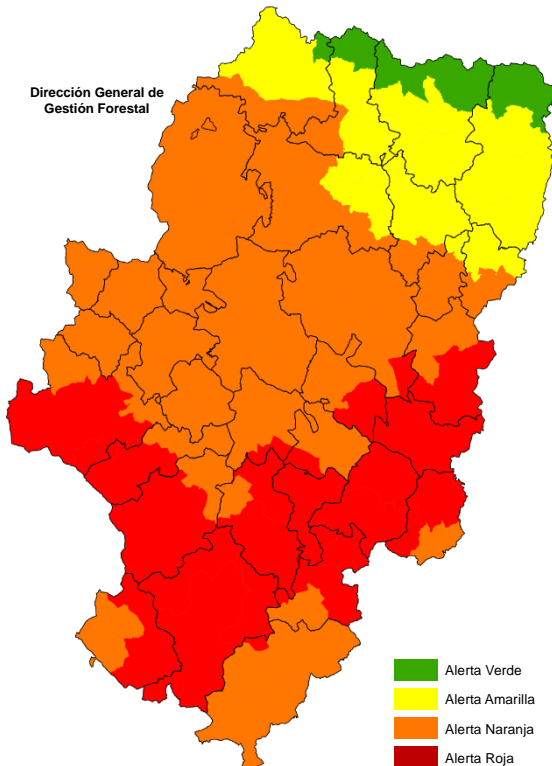 Dirección General de
Gestión Forestal
Alerta Verde
Alerta Amarilla
Alerta Naranja
Alerta Roja